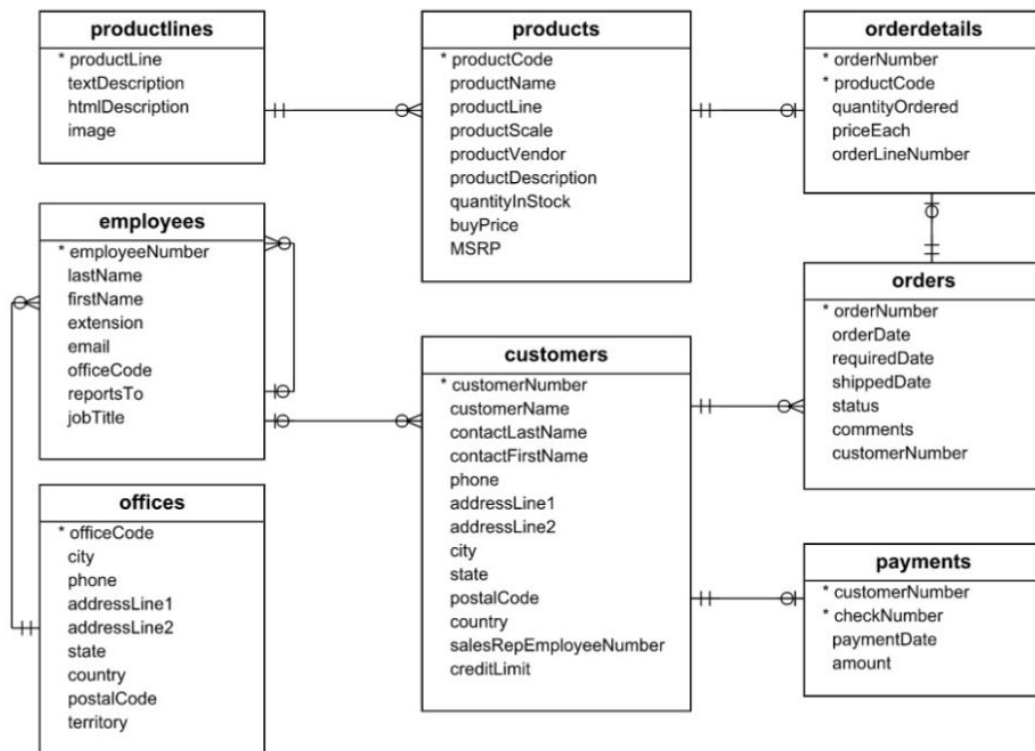 productlines
* productLine
textDescription
htmlDescription
image
products
* productCode
productName
productLine
productScale
productVendor
productDescription
quantityInStock
buyPrice
MSRP
orderdetails
* orderNumber
* productCode
quantityOrdered
priceEach
orderLineNumber
employees
* employeeNumber
lastName
firstName
extension
email
officeCode
reportsTo
jobTitle
customers
* customerNumber
customerName
contactLastName
contactFirstName
phone
addressLine1
addressLine2
city
state
postalCode
country
salesRepEmployeeNumber
creditLimit
orders
* orderNumber
orderDate
requiredDate
shippedDate
status
comments
customerNumber
offices
* officeCode
city
phone
addressLine1
addressLine2
state
country
postalCode
territory
payments
* customerNumber
* checkNumber
paymentDate
amount